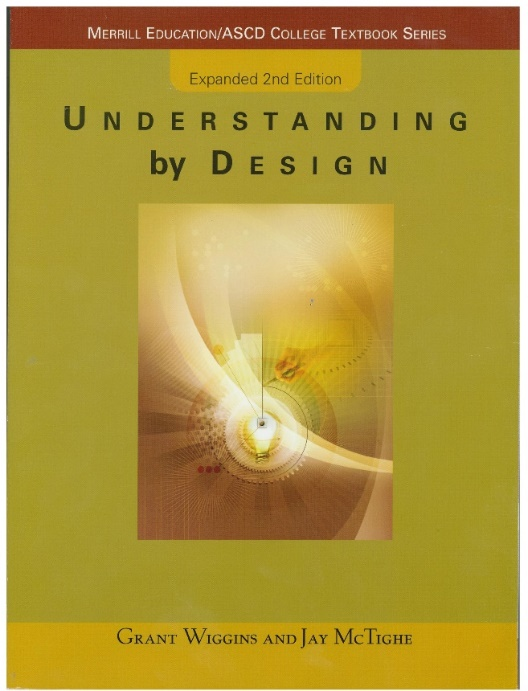 MERRILL EDUCATION/ASCD COLLEGE TEXTBOOK SERIES
Expanded 2nd Edition
UNDERSTANDING
by DESIGN
GRANT WIGGINS AND JAY MCTIGHE